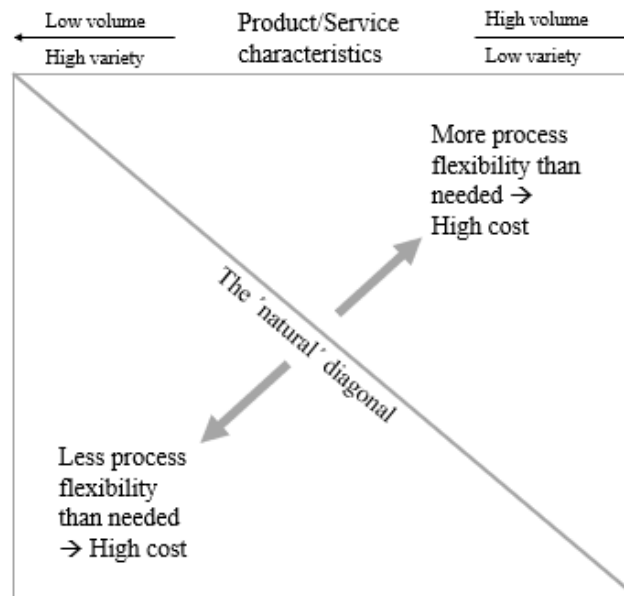 Low volume
High variety
Product/Service
characteristics
High volume
Low variety
More process
flexibility than
needed →
High cost
The ´natural´ diagonal
Less process
flexibility
than needed
→ High cost